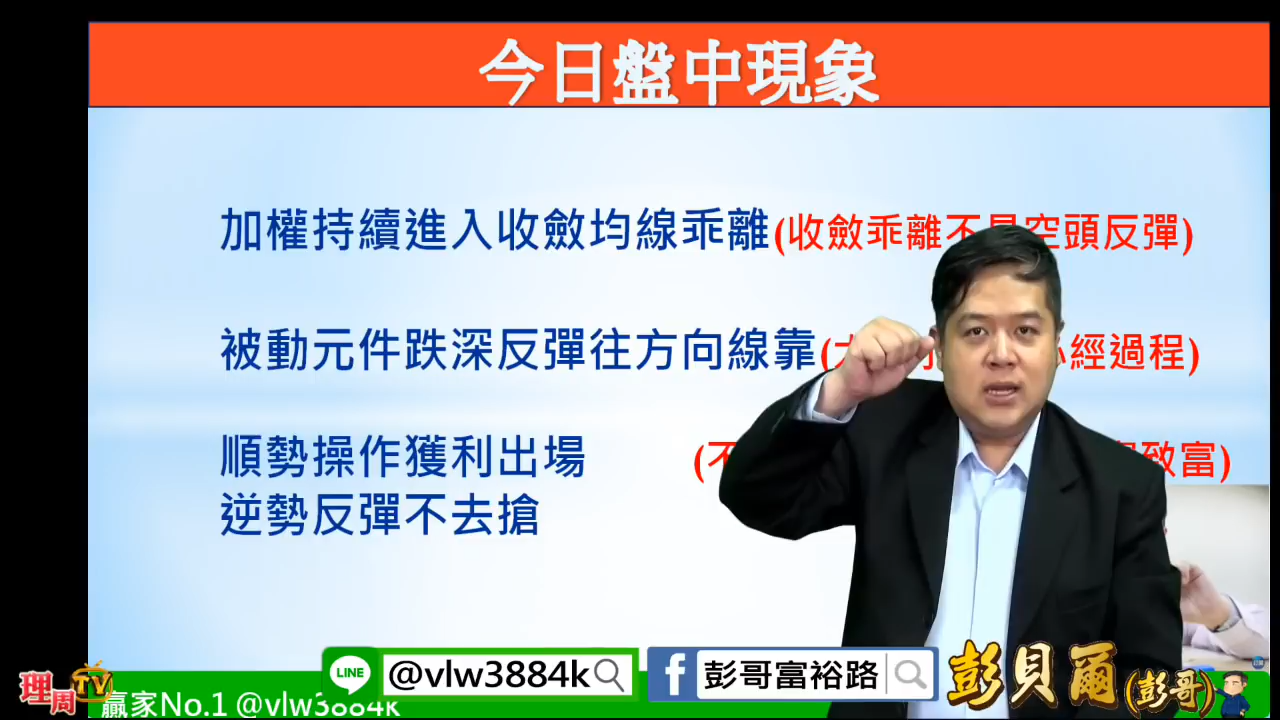 今日盤中現象
加權持續進入收斂均線乖離(收斂乖離不是空頭反彈)
被動元件跌深反彈往方向線靠(經過程)
順勢操作獲利出場 (不致富)
逆勢反彈不去搶
LINE @vlw3884k
f 彭哥富裕路
彭貝爾(彭哥)
理周TV
贏家No.1 @vlw3884k